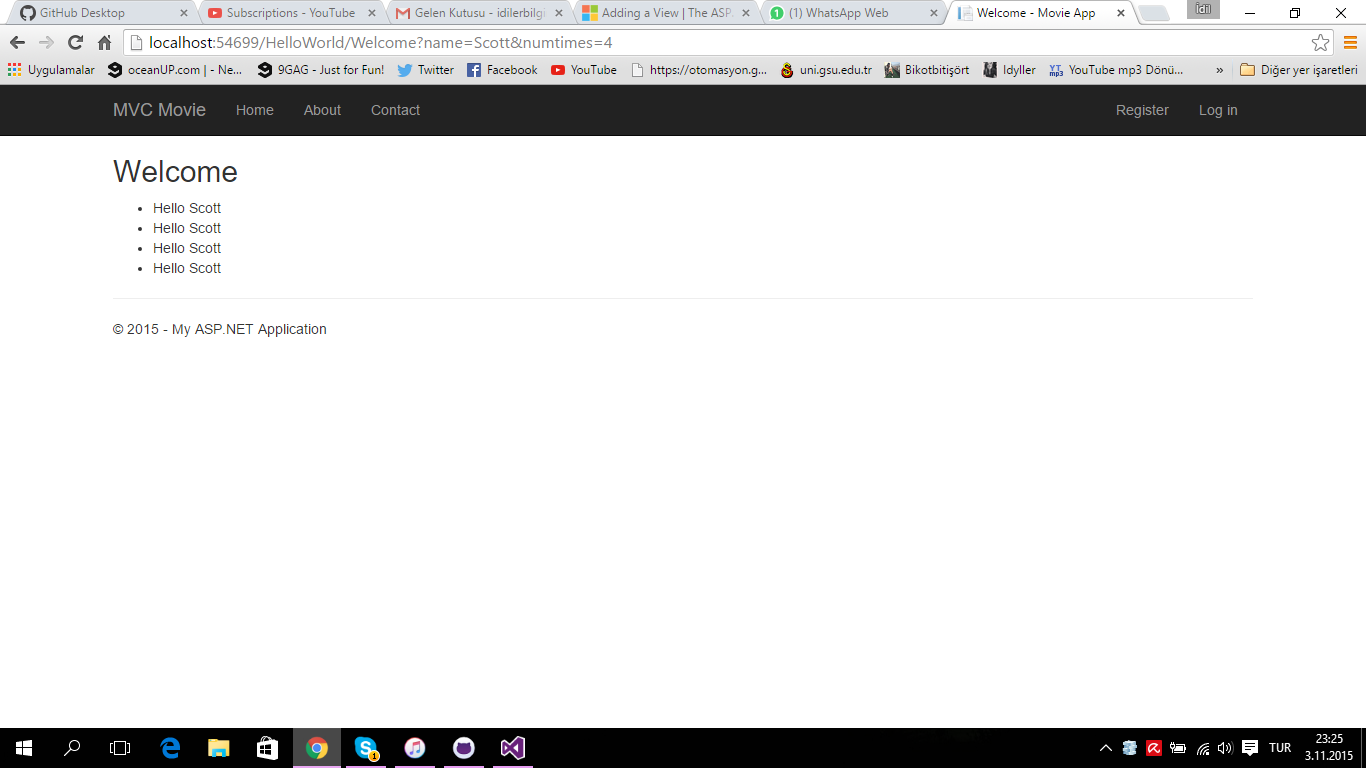 GitHub Desktop
Subscriptions - YouTube
Gelen Kutusu - idilerbilgi
Adding a View | The ASP.
(1) WhatsApp Web
Welcome - Movie App
İdil
localhost:54699/HelloWorld/Welcome?name=Scott&numtimes=4
Uygulamalar
oceanUP.com | - Ne...
9GAG - Just for Fun!
Twitter
Facebook
YouTube
https://otomasyon.g...
uni.gsu.edu.tr
Bikotbitişört
Idyller
YouTube mp3 Dönü...
»
Diğer yer işaretleri
MVC Movie
Home
About
Contact
Register
Log in
Welcome
• Hello Scott
• Hello Scott
• Hello Scott
• Hello Scott
© 2015 - My ASP.NET Application
1
TUR
23:25
3.11.2015